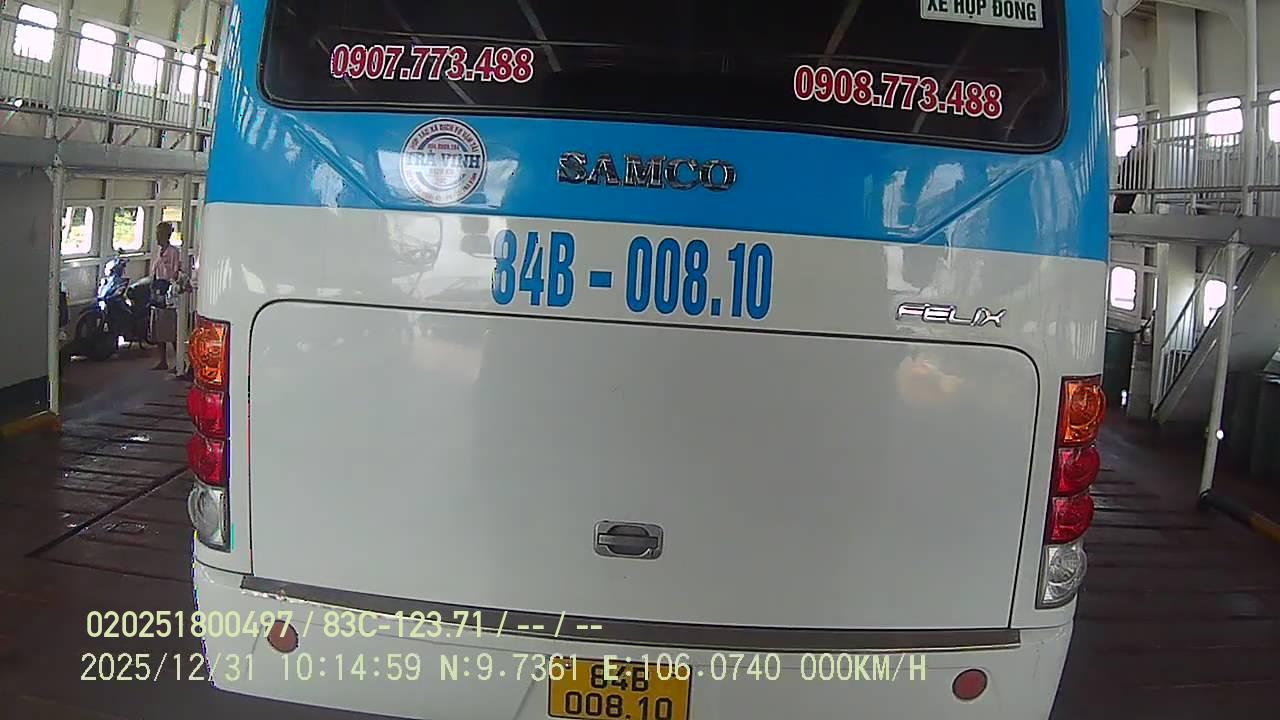 XE HỢP ĐỒNG
0907.773.488
0908.773.488
TRÀ VINH
SAMCO
84B - 008.10
FELIX
020251800497 / 83C-123.71 / -- / --
2025/12/31 10:14:59 N:9.7361 E:106.0740 000KM/H
84B
008.10